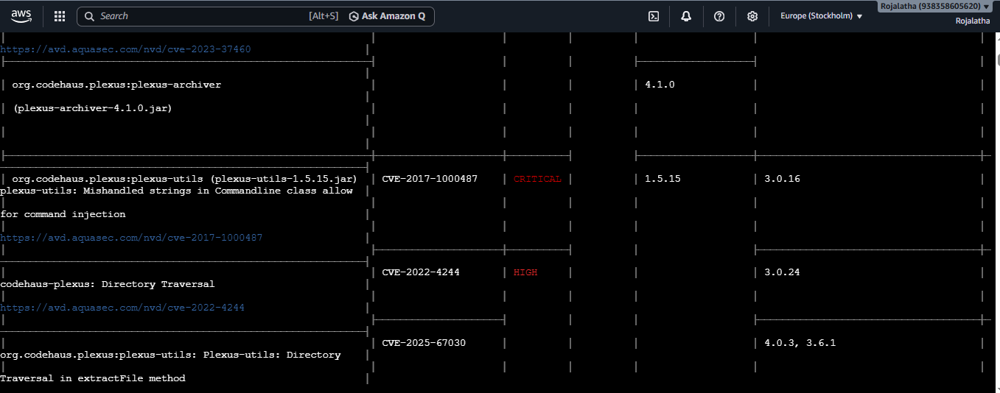 aws
Search [Alt+S] Ask Amazon Q Europe (Stockholm) Rojalatha (938358605620)
Rojalatha
https://avd.aquasec.com/nvd/cve-2023-37460
org.codehaus.plexus:plexus-archiver 4.1.0
(plexus-archiver-4.1.0.jar)
org.codehaus.plexus:plexus-utils (plexus-utils-1.5.15.jar) CVE-2017-1000487 CRITICAL 1.5.15 3.0.16
plexus-utils: Mishandled strings in Commandline class allow
for command injection
https://avd.aquasec.com/nvd/cve-2017-1000487
CVE-2022-4244 HIGH 3.0.24
codehaus-plexus: Directory Traversal
https://avd.aquasec.com/nvd/cve-2022-4244
CVE-2025-67030 4.0.3, 3.6.1
org.codehaus.plexus:plexus-utils: Plexus-utils: Directory
Traversal in extractFile method